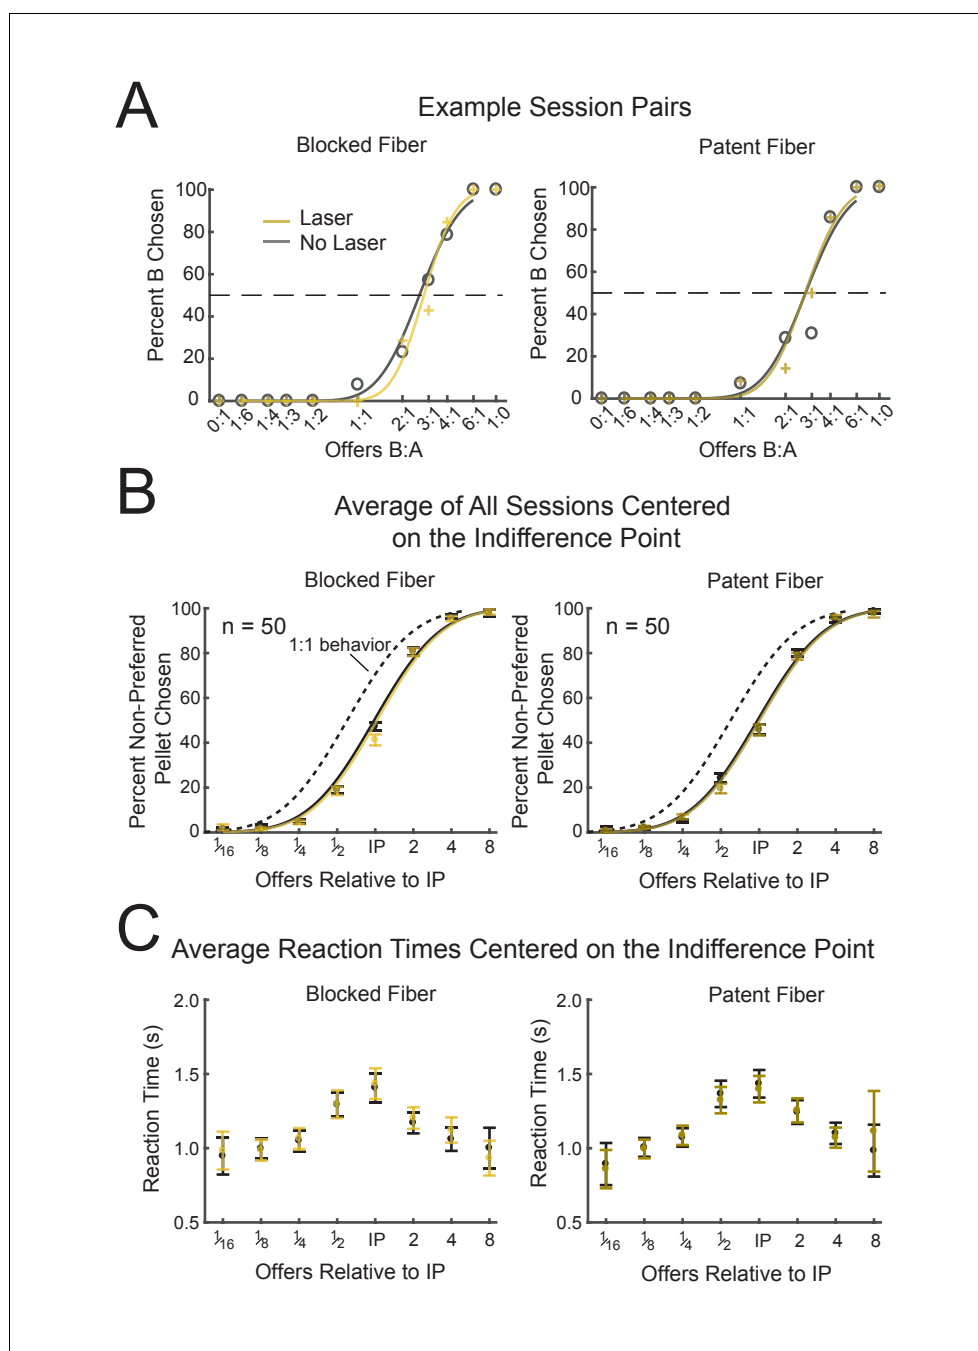 A
Example Session Pairs
Blocked Fiber
Patent Fiber
Percent B Chosen
100
80
60
40
20
0
Laser
No Laser
0:1 1:6 1:4 1:3 1:2 1:1 2:1 3:1 4:1 6:1 1:0
Offers B:A
Percent B Chosen
100
80
60
40
20
0
0:1 1:6 1:4 1:3 1:2 1:1 2:1 3:1 4:1 6:1 1:0
Offers B:A
B
Average of All Sessions Centered
on the Indifference Point
Blocked Fiber
Patent Fiber
Percent Non-Preferred
Pellet Chosen
100
80
60
40
20
0
n = 50
1:1 behavior
1/16 1/8 1/4 1/2 IP 2 4 8
Offers Relative to IP
Percent Non-Preferred
Pellet Chosen
100
80
60
40
20
0
n = 50
1/16 1/8 1/4 1/2 IP 2 4 8
Offers Relative to IP
C
Average Reaction Times Centered on the Indifference Point
Blocked Fiber
Patent Fiber
Reaction Time (s)
2.0
1.5
1.0
0.5
1/16 1/8 1/4 1/2 IP 2 4 8
Offers Relative to IP
Reaction Time (s)
2.0
1.5
1.0
0.5
1/16 1/8 1/4 1/2 IP 2 4 8
Offers Relative to IP